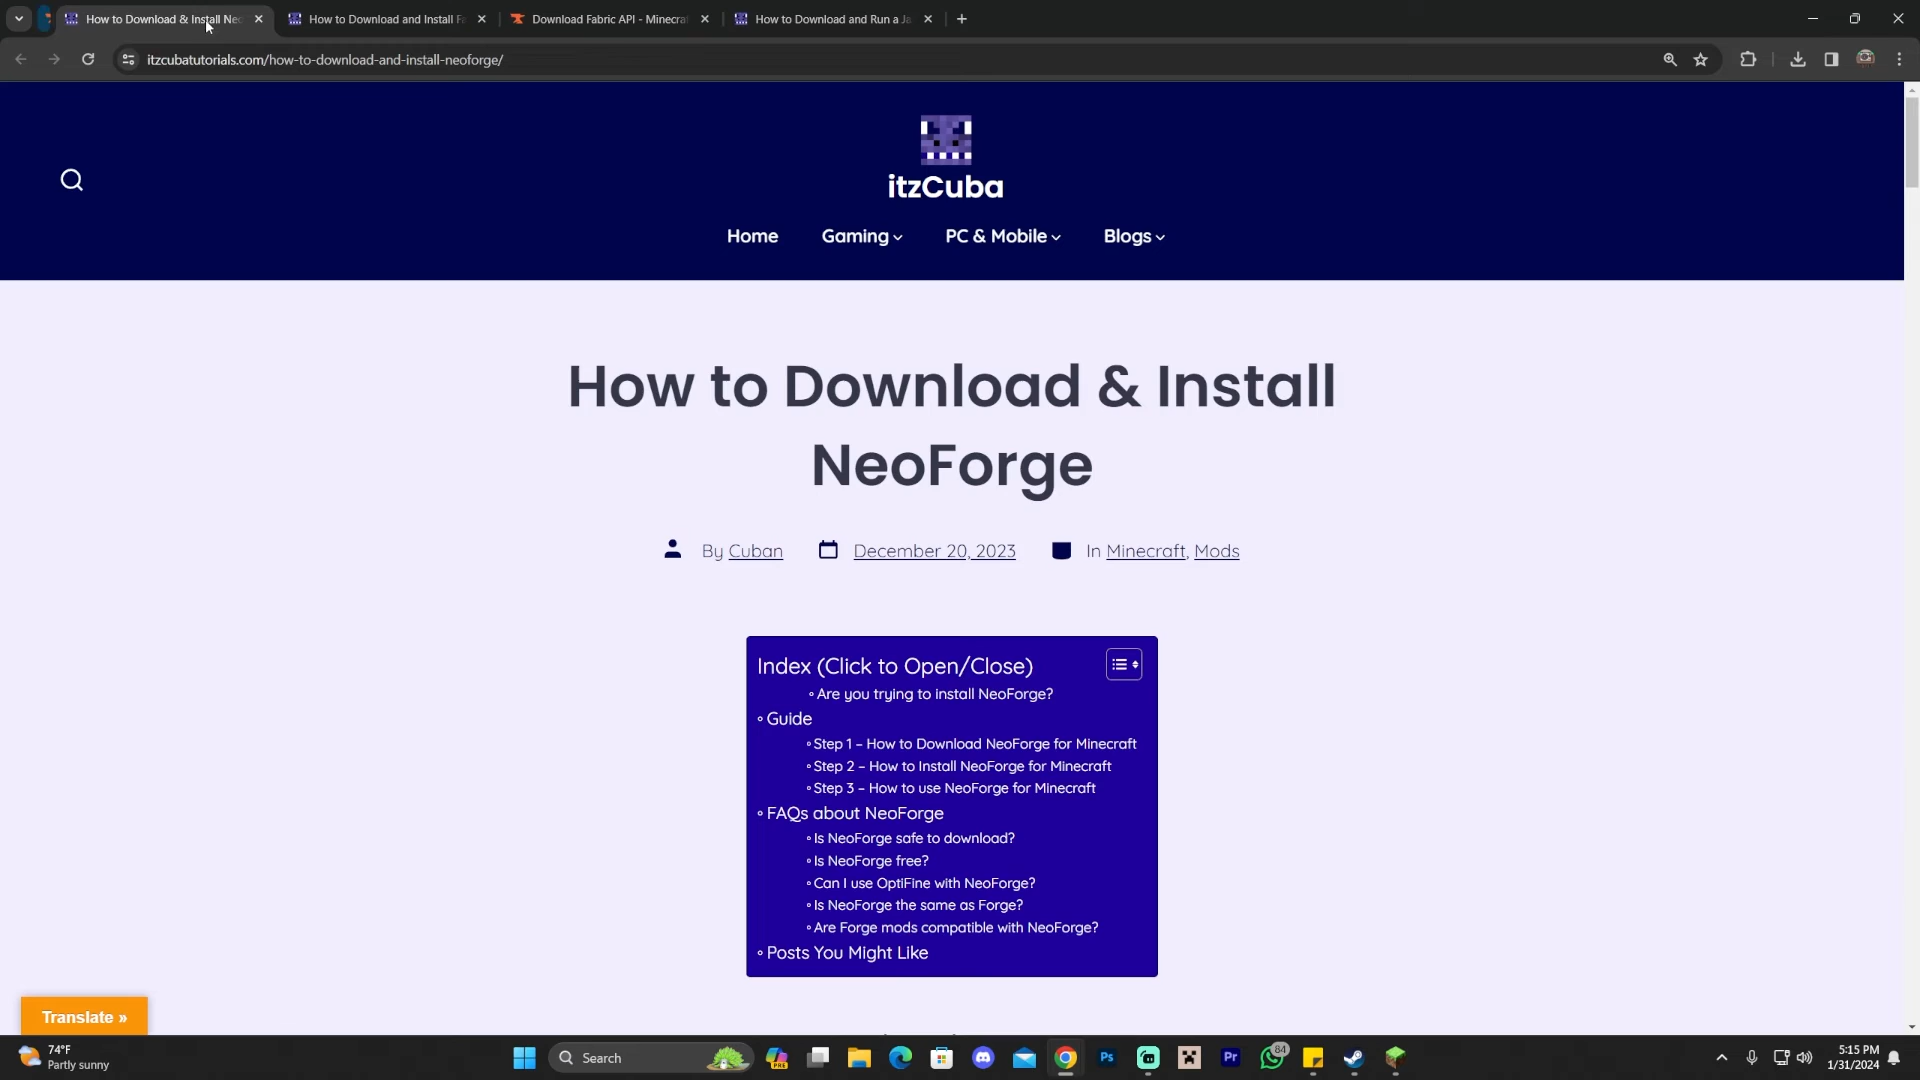 How to Download & Install Neo
How to Download and Install Fa
Download Fabric API - Minecra
How to Download and Run a Ja
itzcubatutorials.com/how-to-download-and-install-neoforge/
itzCuba
Home
Gaming
PC & Mobile
Blogs
How to Download & Install
NeoForge
By Cuban
December 20, 2023
In Minecraft, Mods
Index (Click to Open/Close)
Are you trying to install NeoForge?
Guide
Step 1 – How to Download NeoForge for Minecraft
Step 2 – How to Install NeoForge for Minecraft
Step 3 – How to use NeoForge for Minecraft
FAQs about NeoForge
Is NeoForge safe to download?
Is NeoForge free?
Can I use OptiFine with NeoForge?
Is NeoForge the same as Forge?
Are Forge mods compatible with NeoForge?
Posts You Might Like
Translate »
74°F
Partly sunny
Search
PRE
Ps
Pr
84
5:15 PM
1/31/2024